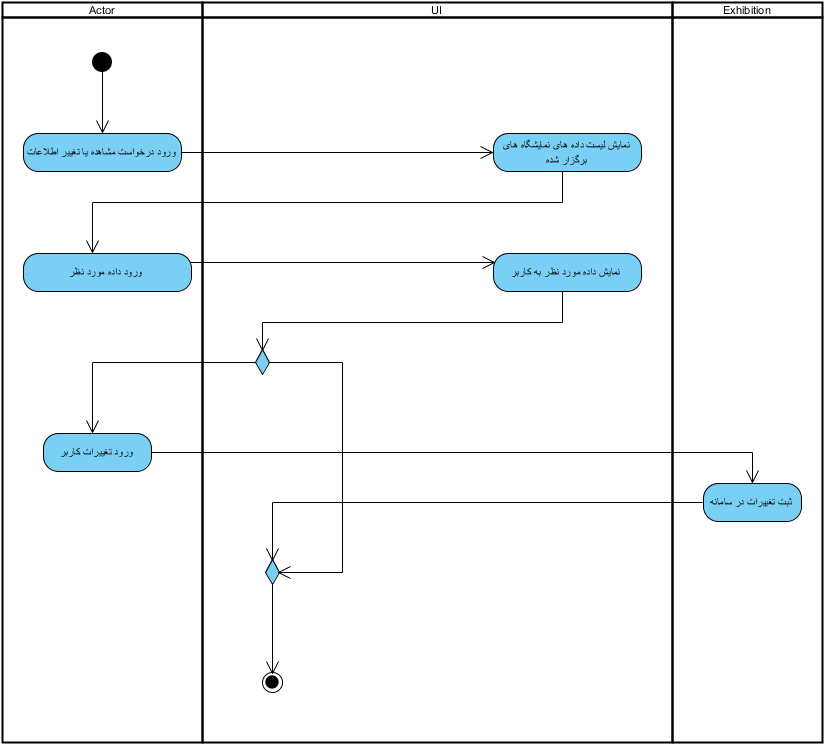 Actor
UI
Exhibition
ورود درخواست مشاهده یا تغییر اطلاعات
نمایش لیست داده های نمایشگاه های
برگزار شده
ورود داده مورد نظر
نمایش داده مورد نظر به کاربر
ورود تغییرات کاربر
ثبت تغییرات در سامانه